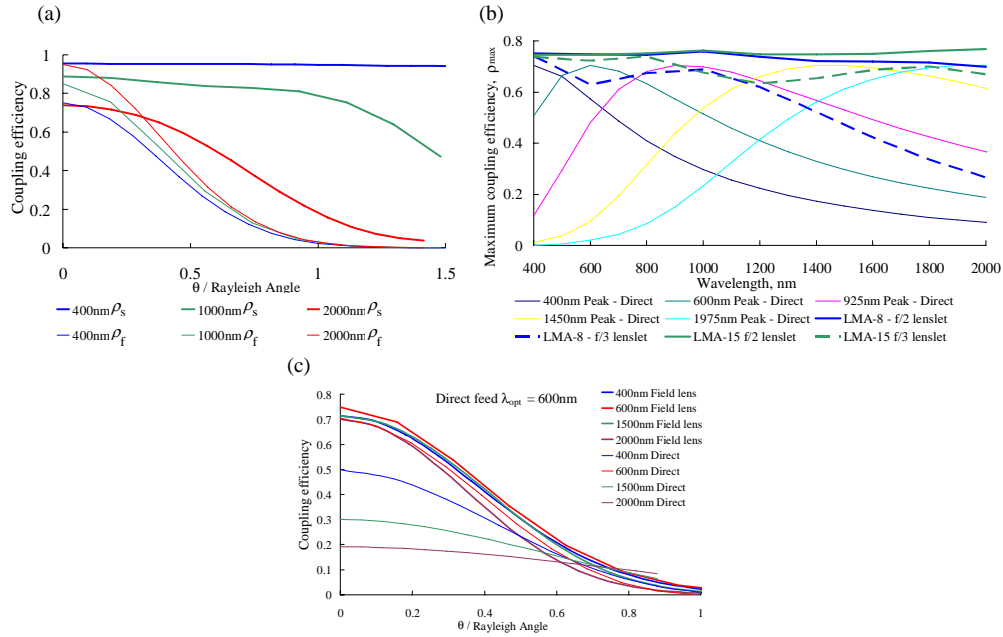 (a)
Coupling efficiency
1
0.8
0.6
0.4
0.2
0
0
0.5
1
1.5
θ / Rayleigh Angle
400nm ρs
1000nm ρs
2000nm ρs
400nm ρf
1000nm ρf
2000nm ρf
(b)
Maximum coupling efficiency, ρmax
0.8
0.6
0.4
0.2
0
400
600
800
1000
1200
1400
1600
1800
2000
Wavelength, nm
400nm Peak - Direct
600nm Peak - Direct
925nm Peak - Direct
1450nm Peak - Direct
1975nm Peak - Direct
LMA-8 - f/2 lenslet
LMA-8 - f/3 lenslet
LMA-15 f/2 lenslet
LMA-15 f/3 lenslet
(c)
Direct feed λopt = 600nm
Coupling efficiency
0.8
0.7
0.6
0.5
0.4
0.3
0.2
0.1
0
0
0.2
0.4
0.6
0.8
1
θ / Rayleigh Angle
400nm Field lens
600nm Field lens
1500nm Field lens
2000nm Field lens
400nm Direct
600nm Direct
1500nm Direct
2000nm Direct